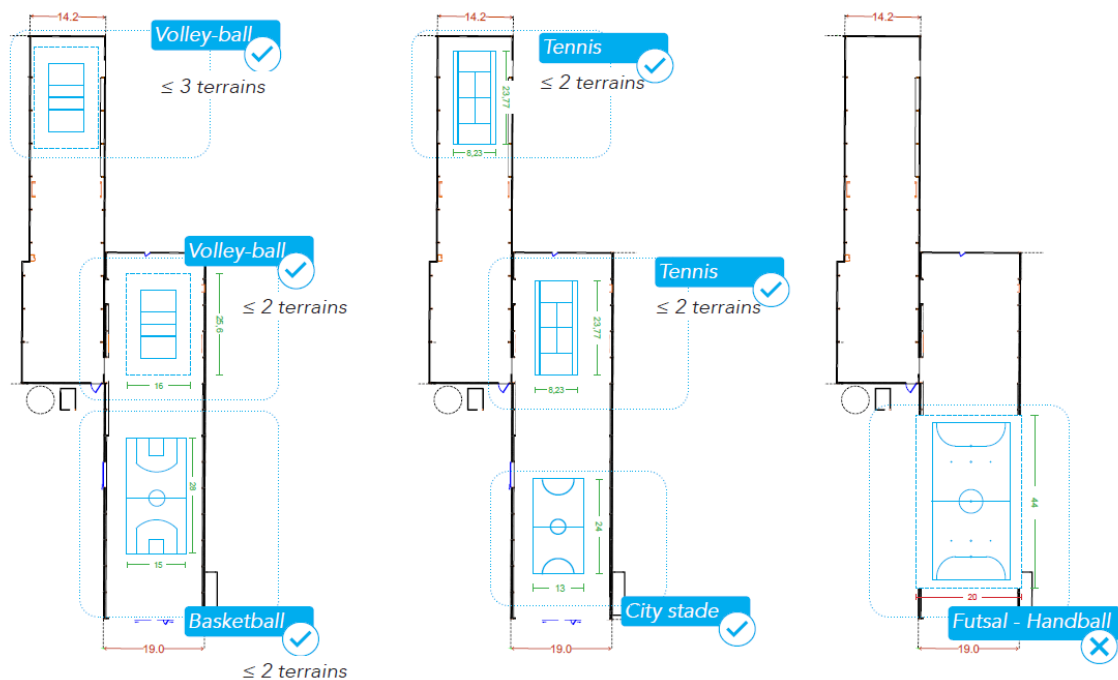 14.2
Volley-ball
≤ 3 terrains
Volley-ball
≤ 2 terrains
25,6
16
28
15
Basketball
≤ 2 terrains
19.0
14.2
Tennis
≤ 2 terrains
23,77
8,23
Tennis
≤ 2 terrains
23,77
8,23
24
13
City stade
19.0
14.2
44
20
Futsal - Handball
19.0